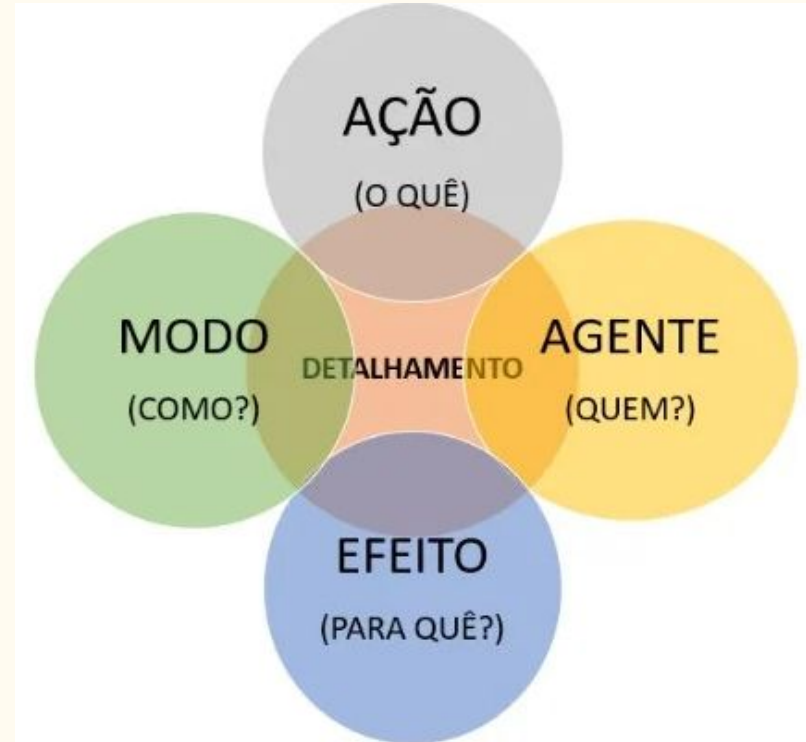 AÇÃO
(O QUÊ)
MODO
(COMO?)
DETALHAMENTO
AGENTE
(QUEM?)
EFEITO
(PARA QUÊ?)